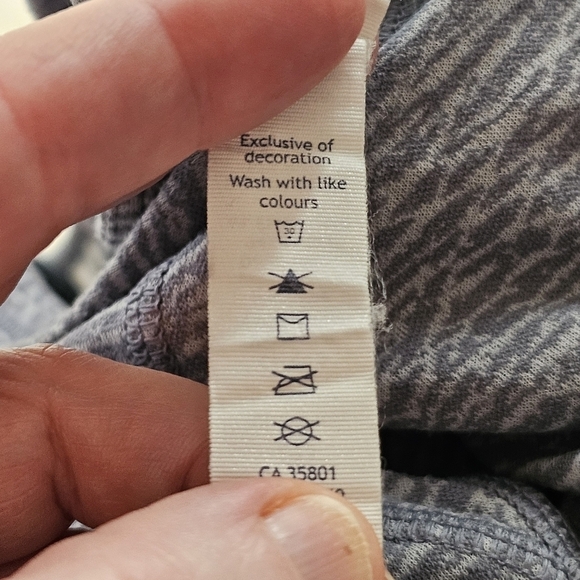 Exclusive of
decoration
Wash with like
colours
30
CA 35801